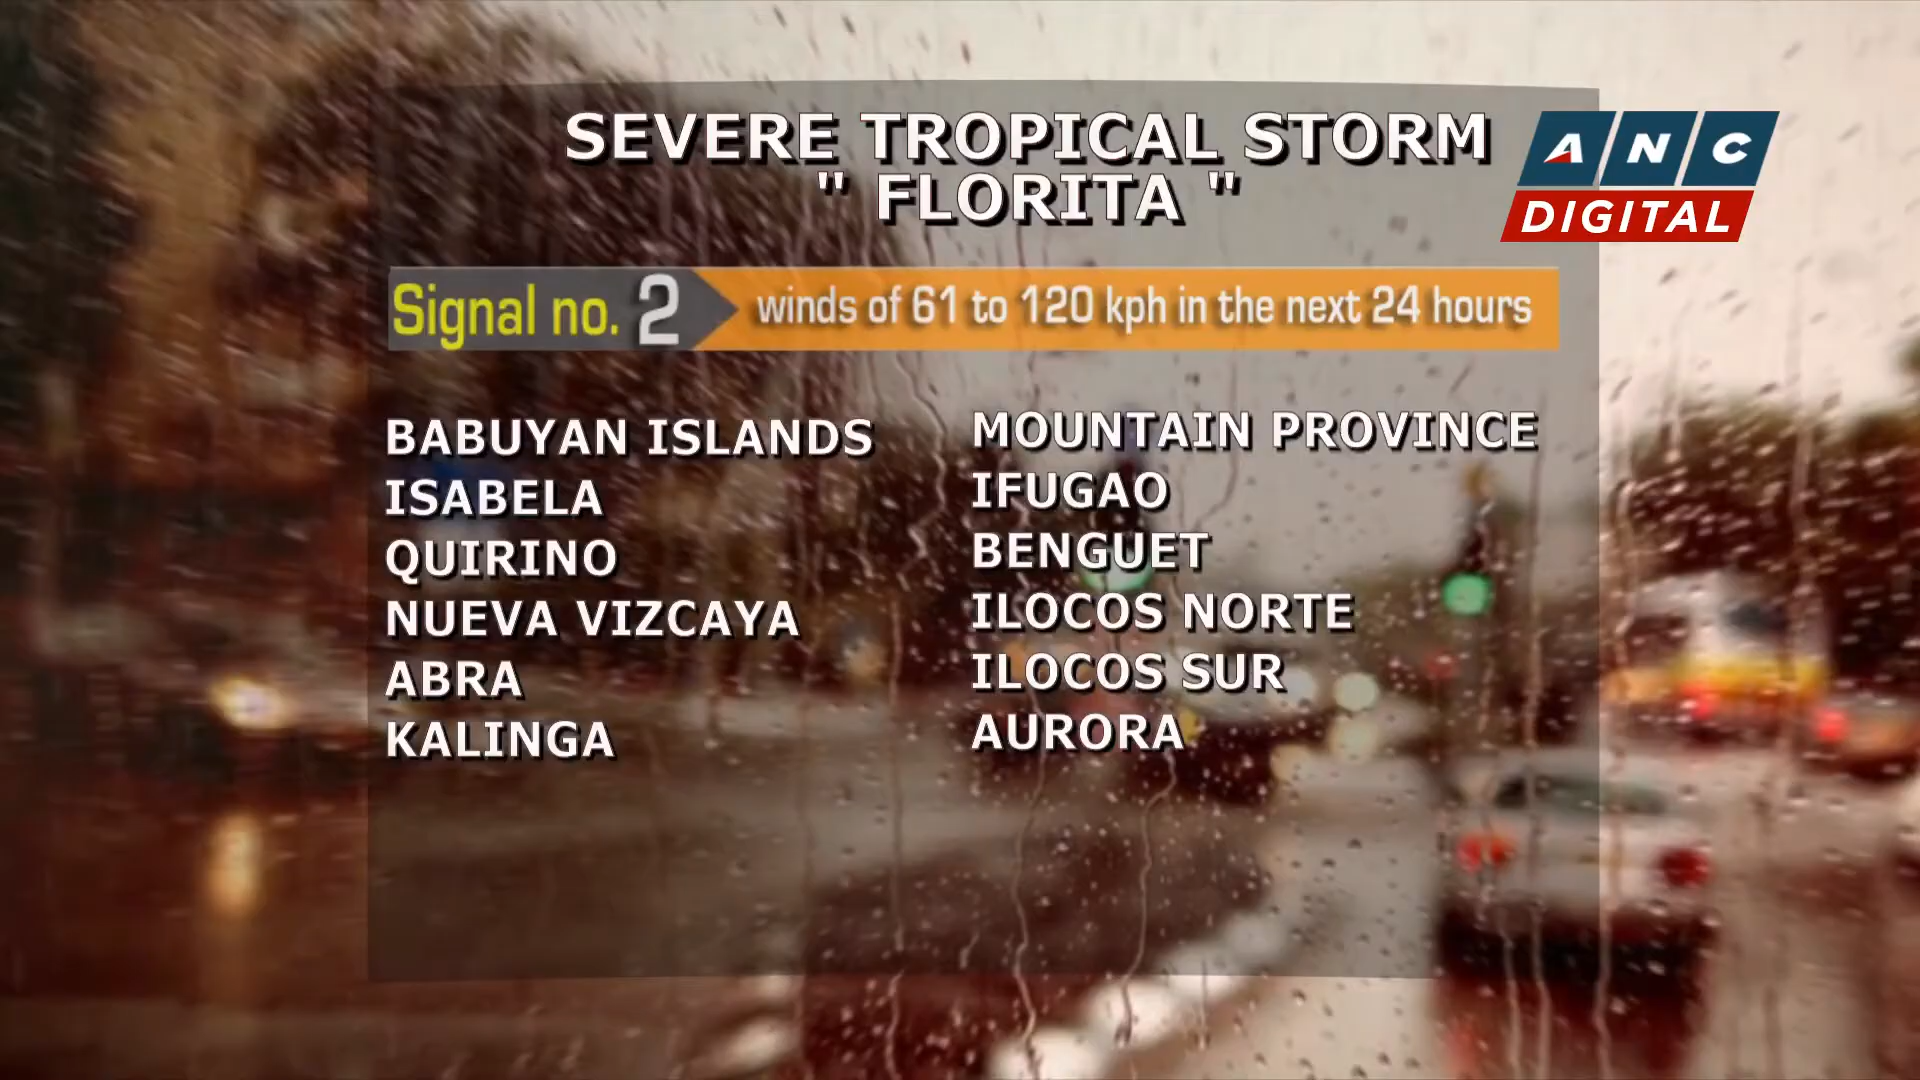 SEVERE TROPICAL STORM
" FLORITA "
ANC
DIGITAL
Signal no. 2
winds of 61 to 120 kph in the next 24 hours
BABUYAN ISLANDS
ISABELA
QUIRINO
NUEVA VIZCAYA
ABRA
KALINGA
MOUNTAIN PROVINCE
IFUGAO
BENGUET
ILOCOS NORTE
ILOCOS SUR
AURORA